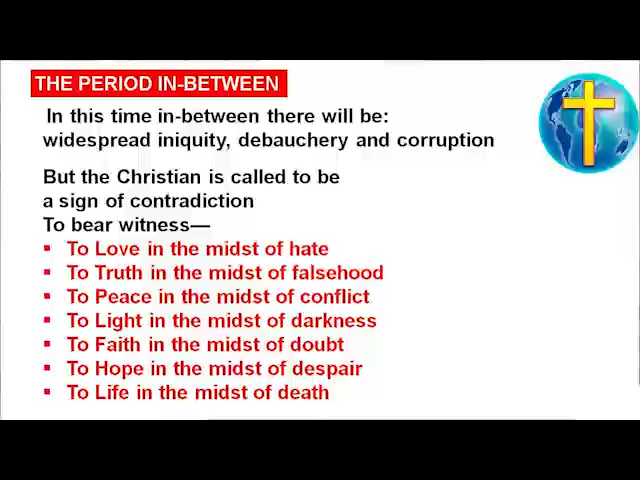 THE PERIOD IN-BETWEEN
In this time in-between there will be:
widespread iniquity, debauchery and corruption
But the Christian is called to be
a sign of contradiction
To bear witness—
▪ To Love in the midst of hate
▪ To Truth in the midst of falsehood
▪ To Peace in the midst of conflict
▪ To Light in the midst of darkness
▪ To Faith in the midst of doubt
▪ To Hope in the midst of despair
▪ To Life in the midst of death